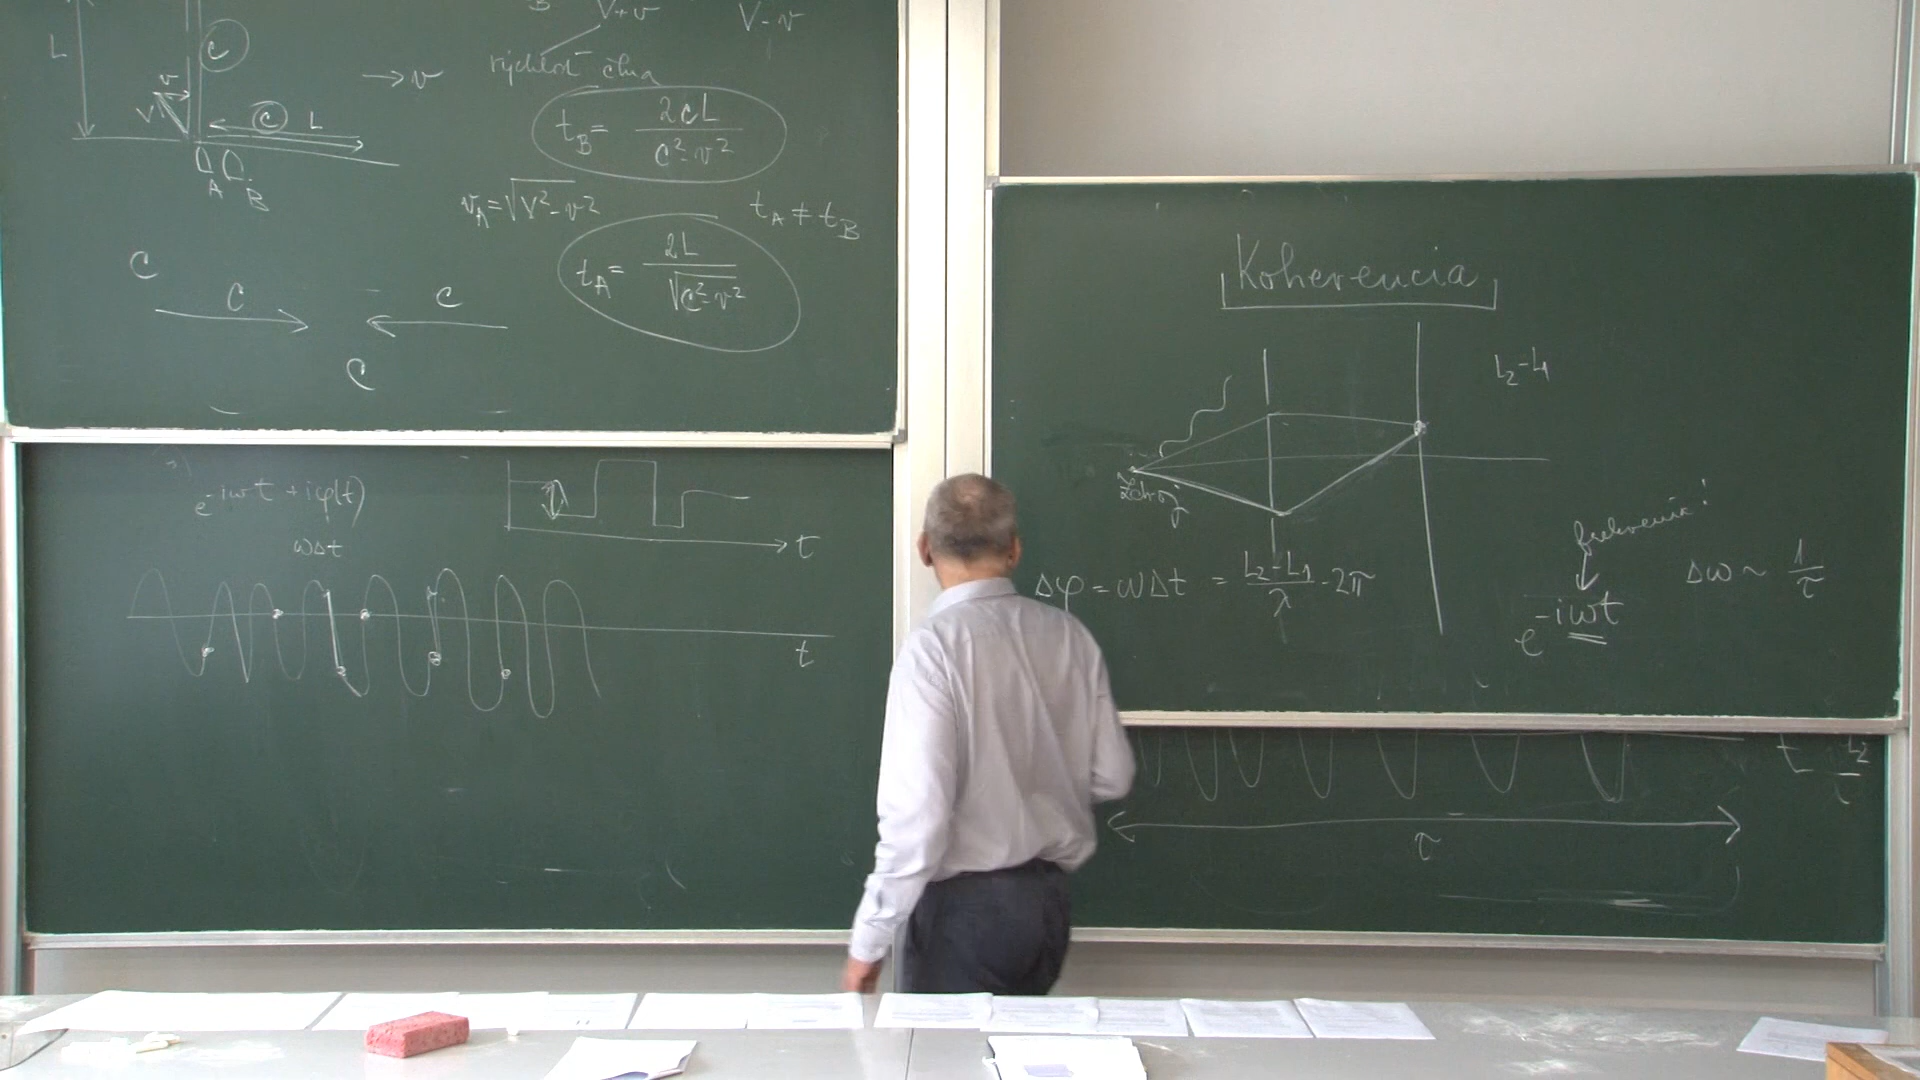 L
C
V+v
V-v
rýchlosť člna
v
→ v
V
C
L
t_B = 2cL / (c² - v²)
A B
v_A = √(V² - v²)
t_A ≠ t_B
t_A = 2L / √(c² - v²)
C
C
c
C
e^(-iωt + iφ(t))
ωΔt
t
t
Koherencia
L₂-L₁
Zdroj
Δφ = ωΔt = (L₂-L₁)/λ · 2π
e^(-iωt)
Δω ~ 1/τ
τ